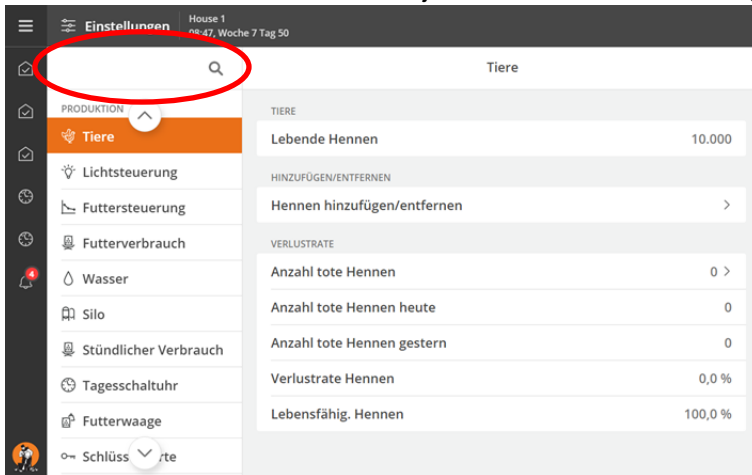 Einstellungen
House 1
08:47, Woche 7 Tag 50
Tiere
PRODUKTION
Tiere
Lichtsteuerung
Futtersteuerung
Futterverbrauch
Wasser
Silo
Stündlicher Verbrauch
Tagesschaltuhr
Futterwaage
4
TIERE
Lebende Hennen 10.000
HINZUFÜGEN/ENTFERNEN
Hennen hinzufügen/entfernen >
VERLUSTRATE
Anzahl tote Hennen 0 >
Anzahl tote Hennen heute 0
Anzahl tote Hennen gestern 0
Verlustrate Hennen 0,0 %
Lebensfähig. Hennen 100,0 %